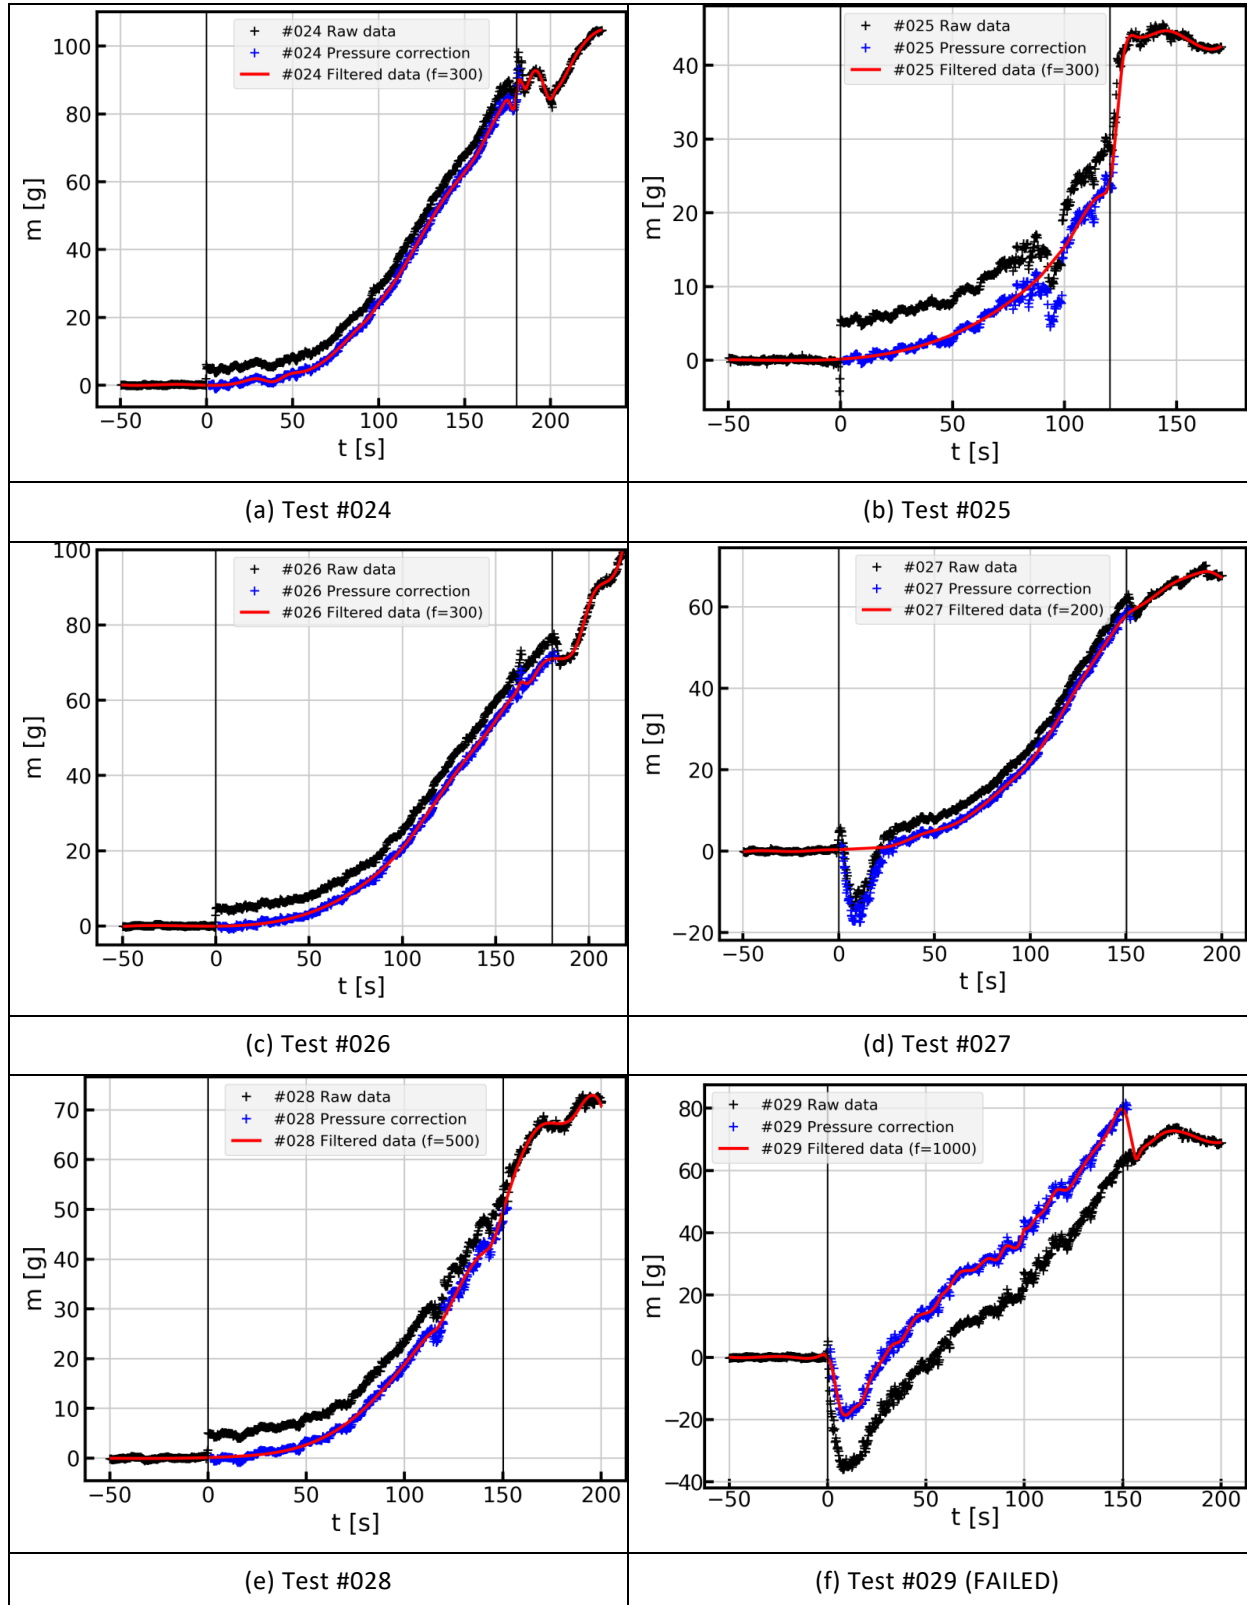 #024 Raw data
#024 Pressure correction
#024 Filtered data (f=300)
100
80
60
40
20
0
m [g]
−50 0 50 100 150 200
t [s]
(a) Test #024
#025 Raw data
#025 Pressure correction
#025 Filtered data (f=300)
40
30
20
10
0
m [g]
−50 0 50 100 150
t [s]
(b) Test #025
#026 Raw data
#026 Pressure correction
#026 Filtered data (f=300)
100
80
60
40
20
0
m [g]
−50 0 50 100 150 200
t [s]
(c) Test #026
#027 Raw data
#027 Pressure correction
#027 Filtered data (f=200)
60
40
20
0
−20
m [g]
−50 0 50 100 150 200
t [s]
(d) Test #027
#028 Raw data
#028 Pressure correction
#028 Filtered data (f=500)
70
60
50
40
30
20
10
0
m [g]
−50 0 50 100 150 200
t [s]
(e) Test #028
#029 Raw data
#029 Pressure correction
#029 Filtered data (f=1000)
80
60
40
20
0
−20
−40
m [g]
−50 0 50 100 150 200
t [s]
(f) Test #029 (FAILED)